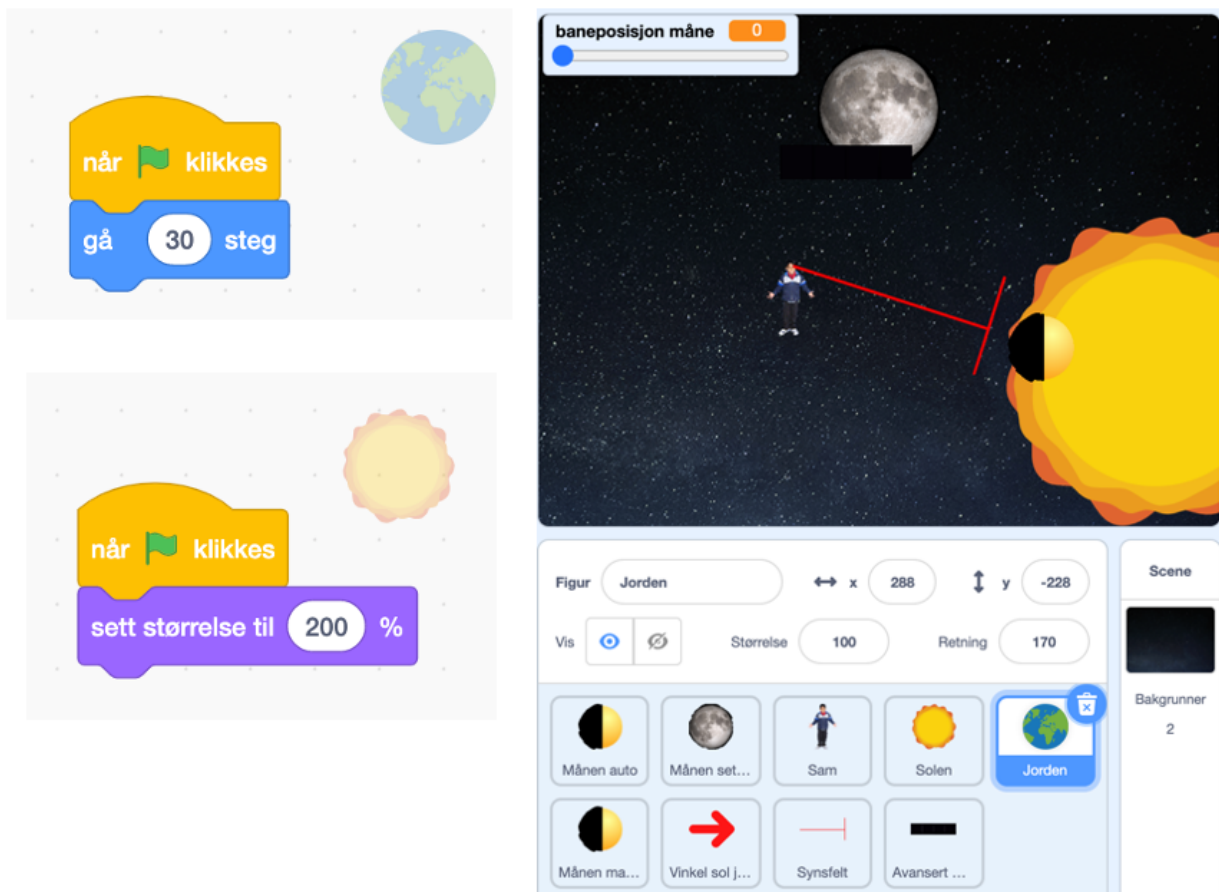 når klikkes
gå 30 steg
når klikkes
sett størrelse til 200 %
baneposisjon måne 0
Figur Jorden x 288 y -228
Vis Størrelse 100 Retning 170
Scene
Bakgrunner
2
Månen auto Månen set... Sam Solen Jorden
Månen ma... Vinkel sol j... Synsfelt Avansert ...